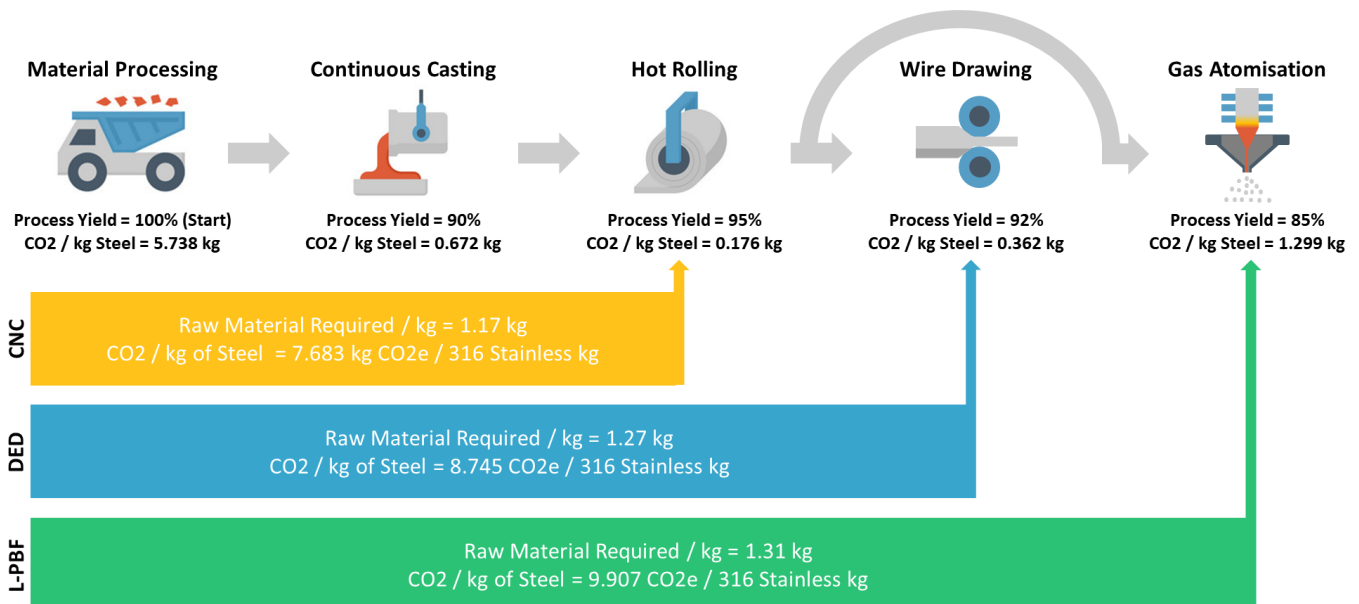 Material Processing
Continuous Casting
Hot Rolling
Wire Drawing
Gas Atomisation
Process Yield = 100% (Start)
CO2 / kg Steel = 5.738 kg
Process Yield = 90%
CO2 / kg Steel = 0.672 kg
Process Yield = 95%
CO2 / kg Steel = 0.176 kg
Process Yield = 92%
CO2 / kg Steel = 0.362 kg
Process Yield = 85%
CO2 / kg Steel = 1.299 kg
CNC
Raw Material Required / kg = 1.17 kg
CO2 / kg of Steel = 7.683 kg CO2e / 316 Stainless kg
DED
Raw Material Required / kg = 1.27 kg
CO2 / kg of Steel = 8.745 CO2e / 316 Stainless kg
L-PBF
Raw Material Required / kg = 1.31 kg
CO2 / kg of Steel = 9.907 CO2e / 316 Stainless kg